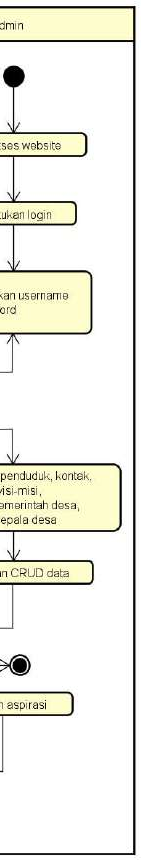 dmin
ses website
ukan login
kan username
ord
penduduk, kontak,
visi-misi,
emerintah desa,
epala desa
n CRUD data
n aspirasi